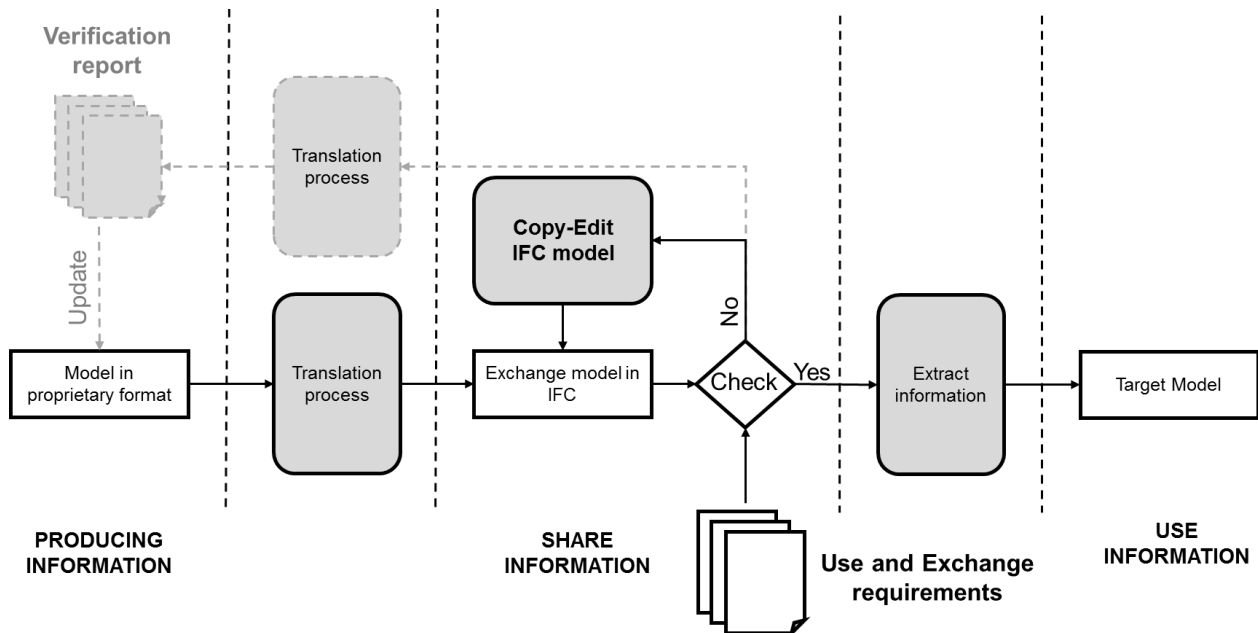 Verification
report
Translation
process
Copy-Edit
IFC model
Update
No
Model in
proprietary format
Translation
process
Exchange model in
IFC
Check
Yes
Extract
information
Target Model
PRODUCING
INFORMATION
SHARE
INFORMATION
Use and Exchange
requirements
USE
INFORMATION